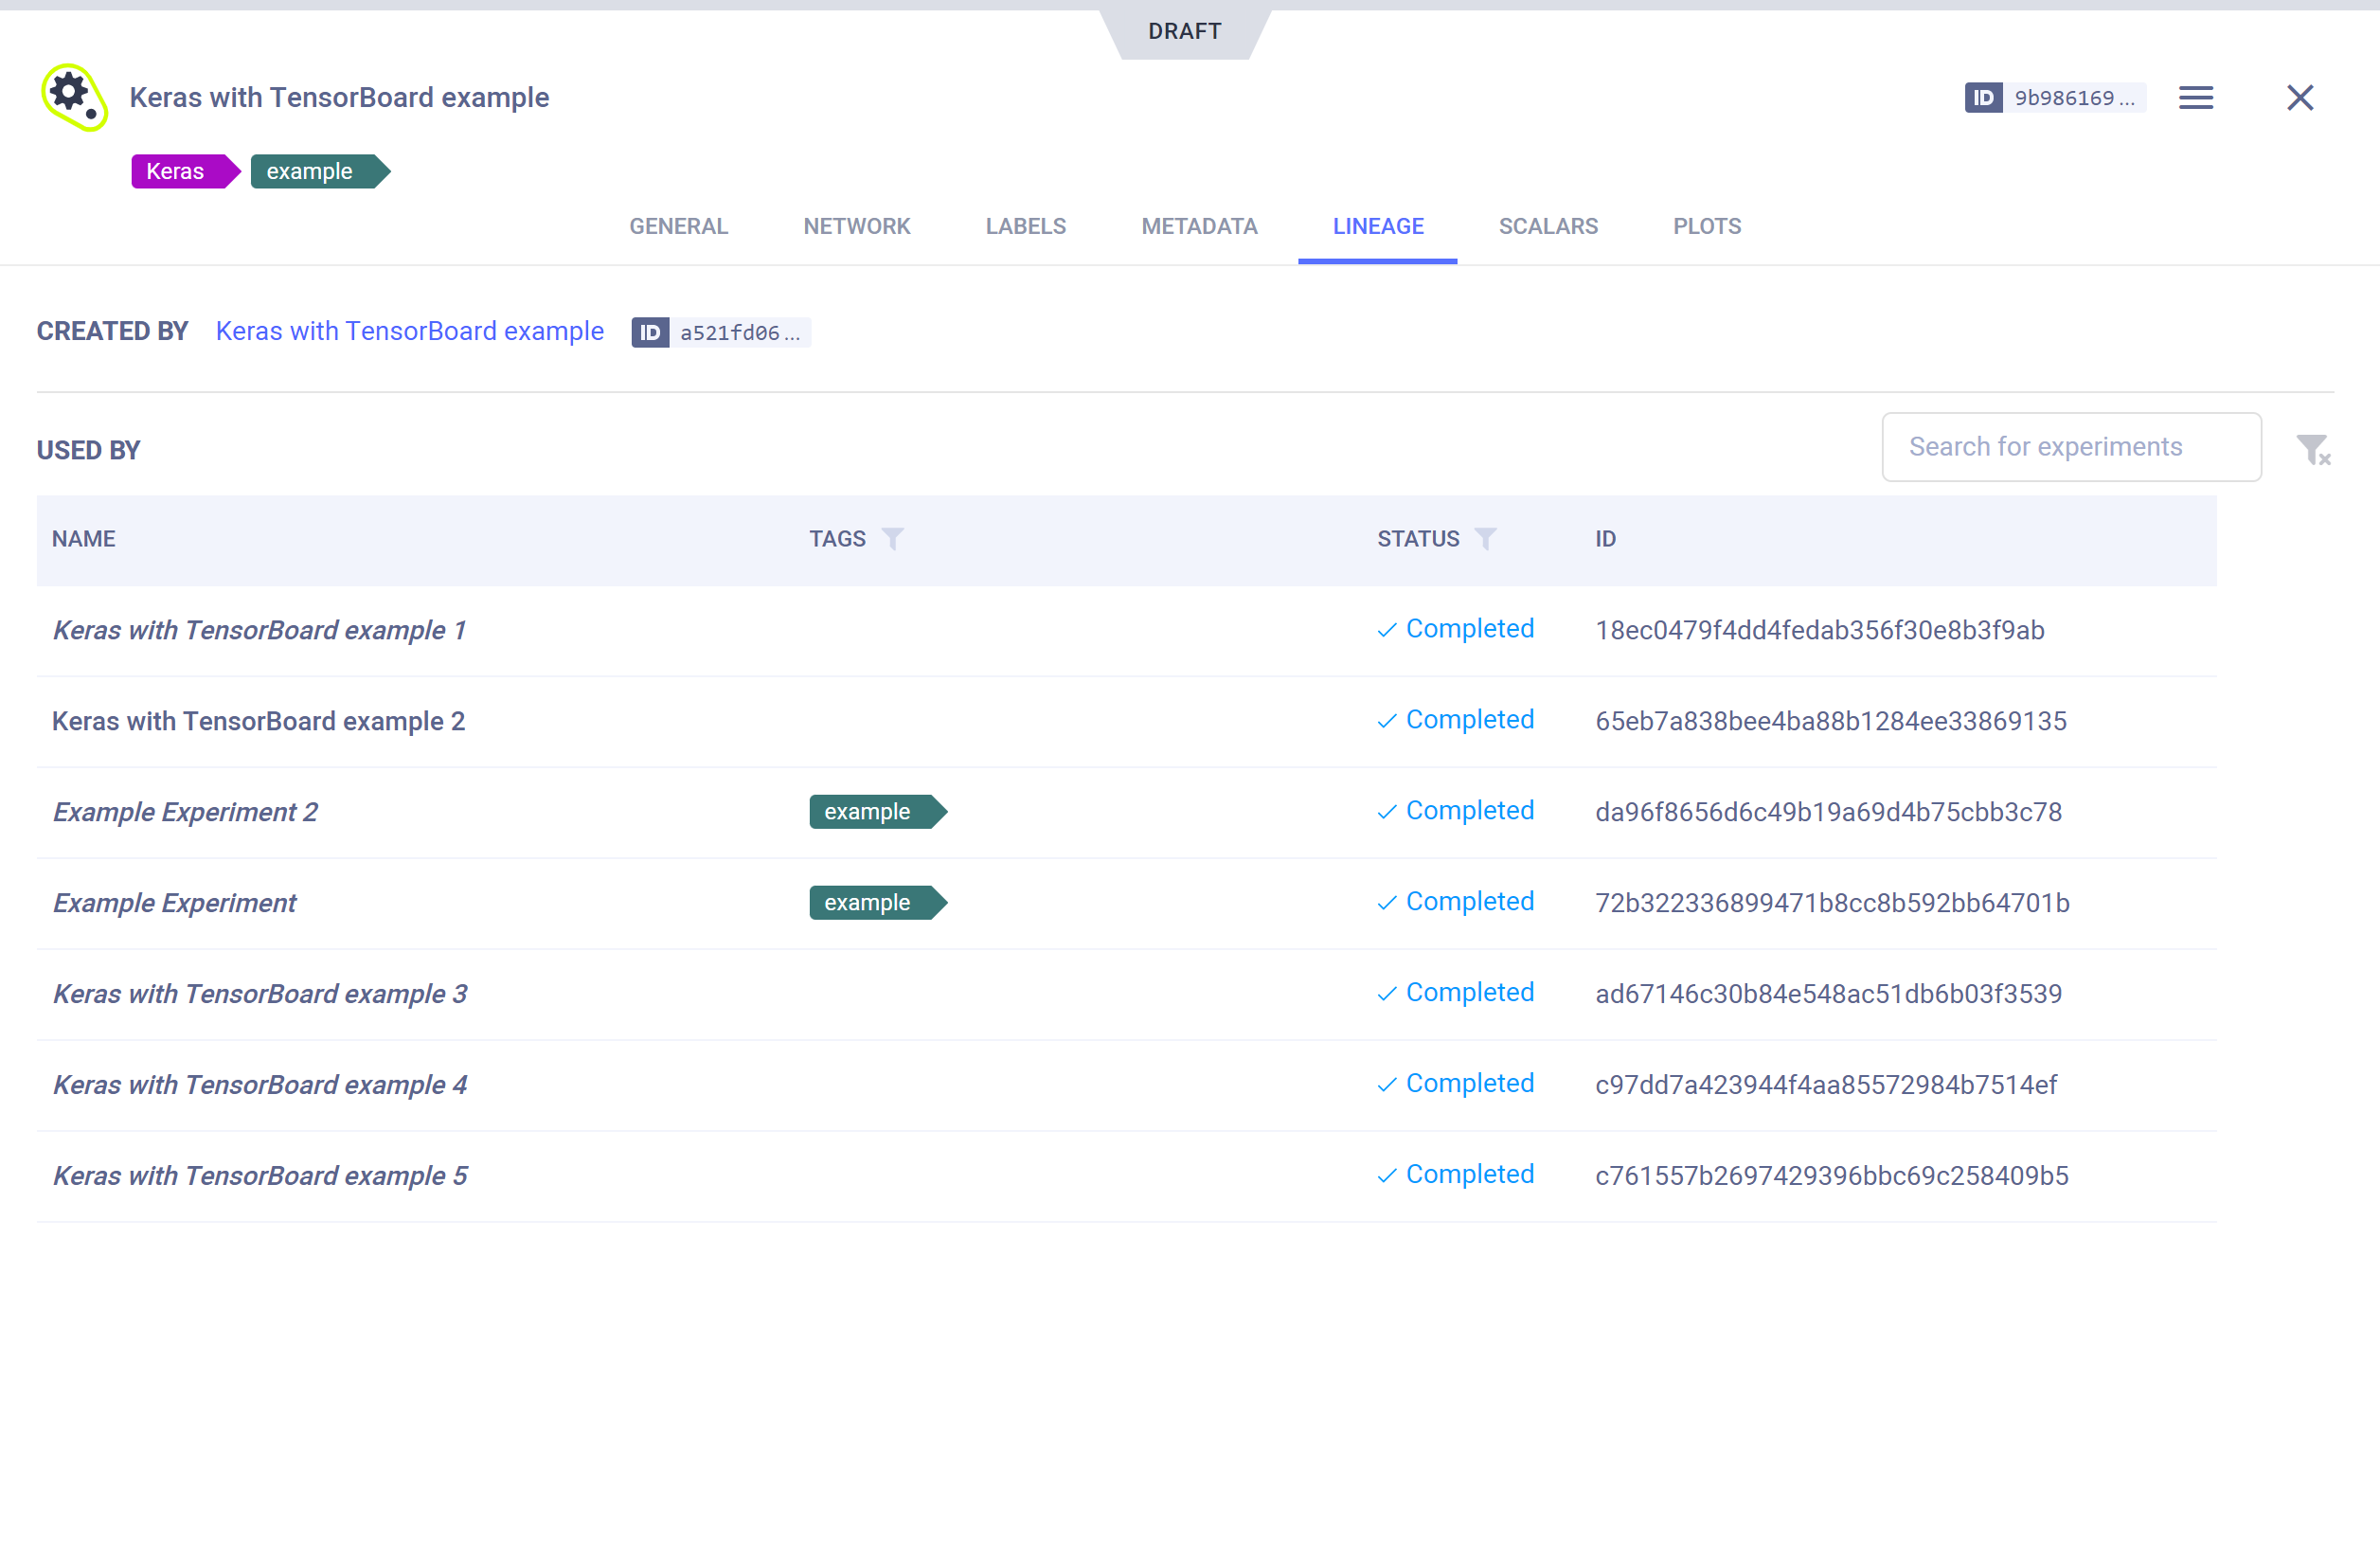 DRAFT
Keras with TensorBoard example
ID 9b986169 ...
Keras example
GENERAL NETWORK LABELS METADATA LINEAGE SCALARS PLOTS
CREATED BY Keras with TensorBoard example ID a521fd06 ...
USED BY Search for experiments
NAME TAGS STATUS ID
Keras with TensorBoard example 1 Completed 18ec0479f4dd4fedab356f30e8b3f9ab
Keras with TensorBoard example 2 Completed 65eb7a838bee4ba88b1284ee33869135
Example Experiment 2 example Completed da96f8656d6c49b19a69d4b75cbb3c78
Example Experiment example Completed 72b322336899471b8cc8b592bb64701b
Keras with TensorBoard example 3 Completed ad67146c30b84e548ac51db6b03f3539
Keras with TensorBoard example 4 Completed c97dd7a423944f4aa85572984b7514ef
Keras with TensorBoard example 5 Completed c761557b2697429396bbc69c258409b5